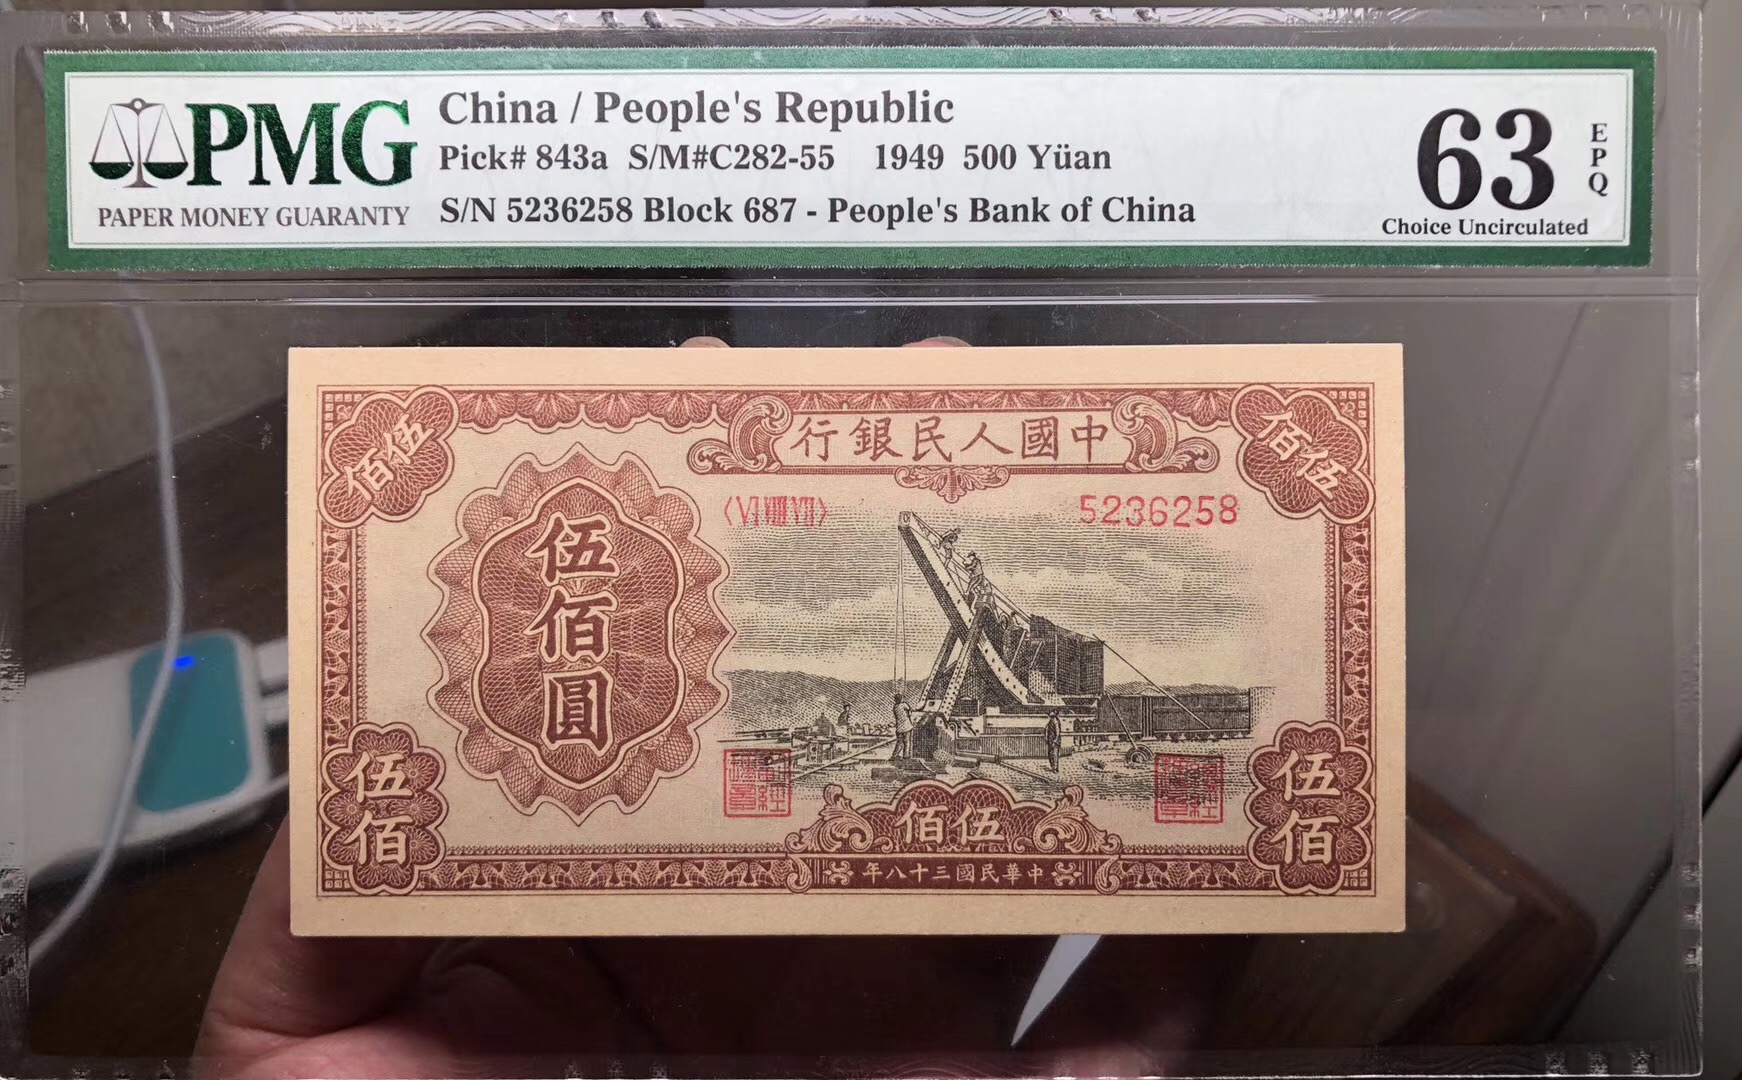 PMG
PAPER MONEY GUARANTY
China / People's Republic
Pick# 843a S/M#C282-55 1949 500 Yüan
S/N 5236258 Block 687 - People's Bank of China
63
EPQ
Choice Uncirculated
伍佰
行銀民人國中
伍佰
〈VI VIII VII〉
5236258
伍佰圓
伍佰
佰伍
伍佰
年八十三國民華中